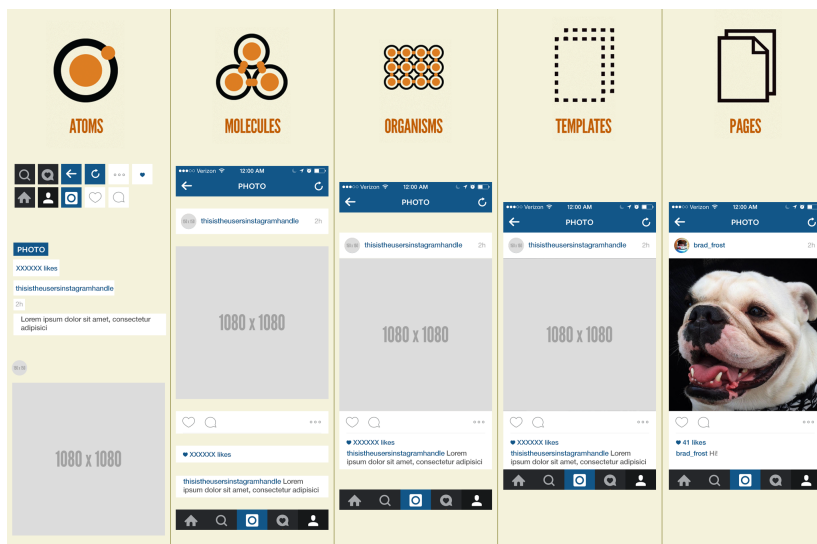 ATOMS
PHOTO
XXXXXX likes
thisistheusersinstagramhandle
2h
Lorem ipsum dolor sit amet, consectetur
adipisici
1080 x 1080
MOLECULES
Verizon 12:00 AM
PHOTO
thisistheusersinstagramhandle 2h
1080 x 1080
XXXXXX likes
thisistheusersinstagramhandle Lorem
ipsum dolor sit amet, consectetur adipisici
ORGANISMS
Verizon 12:00 AM
PHOTO
thisistheusersinstagramhandle 2h
1080 x 1080
XXXXXX likes
thisistheusersinstagramhandle Lorem
ipsum dolor sit amet, consectetur adipisici
TEMPLATES
Verizon 12:00 AM
PHOTO
thisistheusersinstagramhandle 2h
1080 x 1080
XXXXXX likes
thisistheusersinstagramhandle Lorem
ipsum dolor sit amet, consectetur adipisici
PAGES
Verizon 12:00 AM
PHOTO
brad_frost 2h
41 likes
brad_frost Hi!